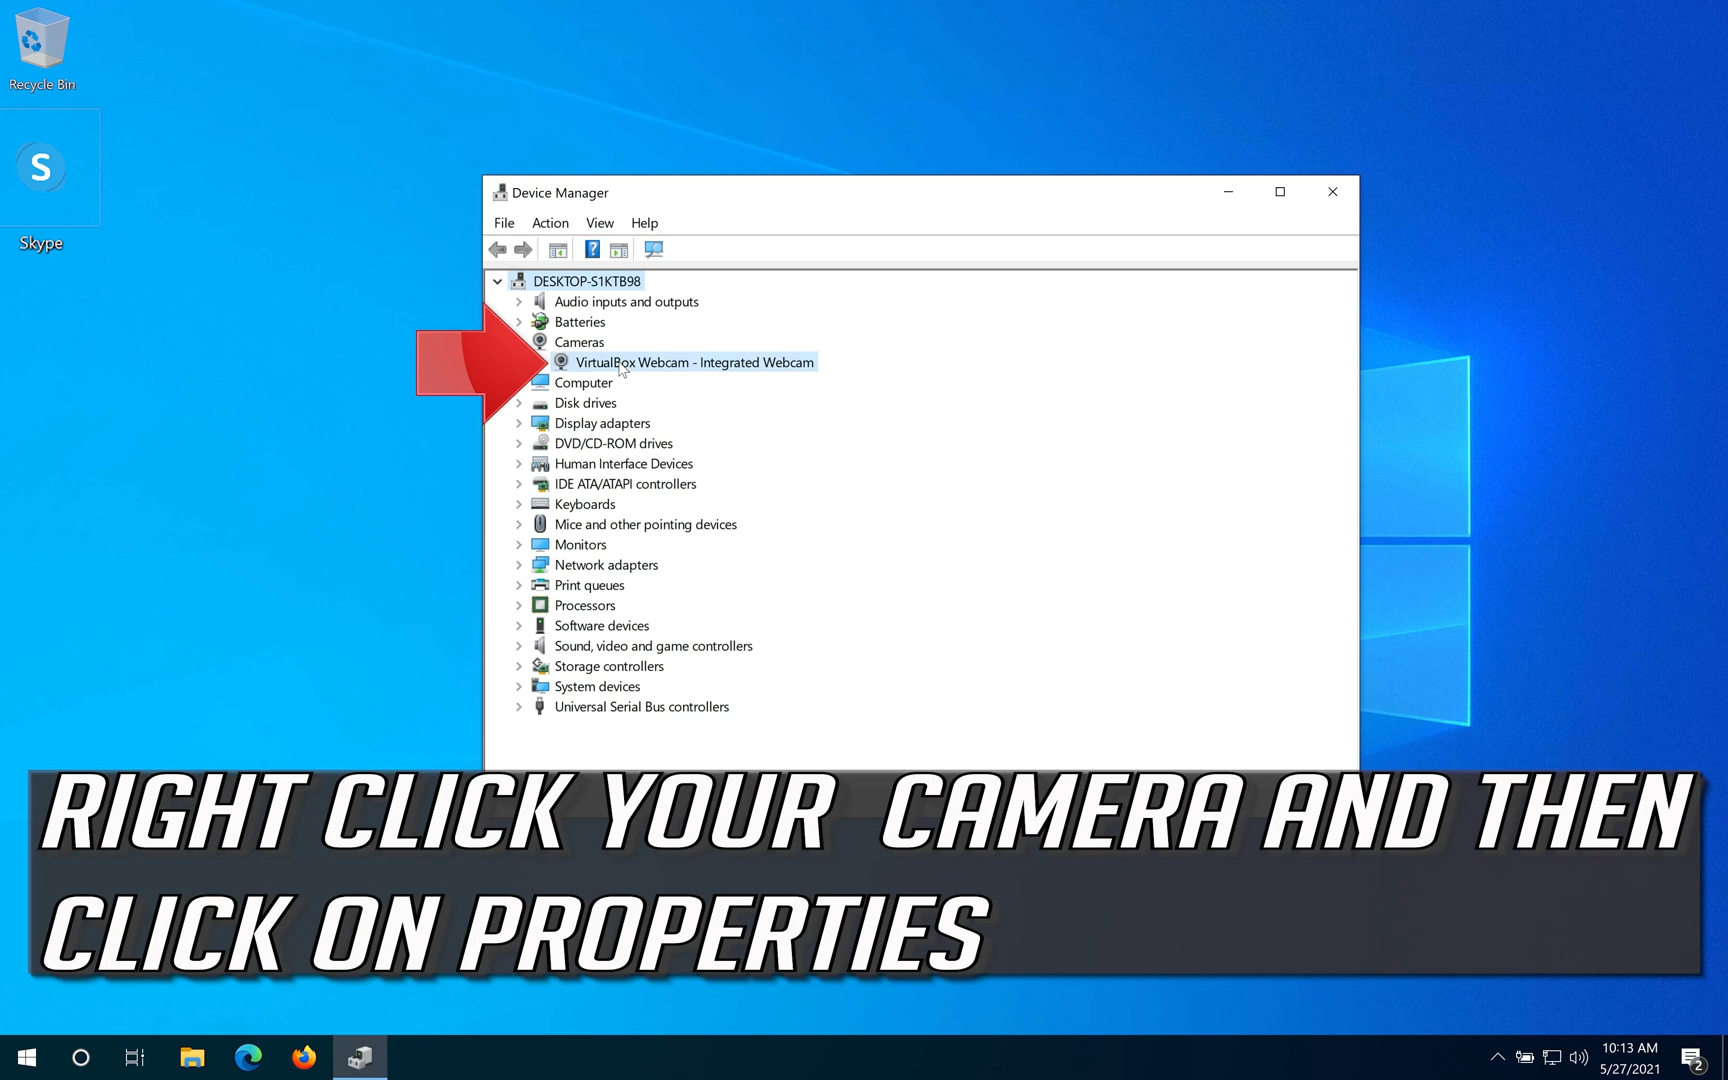 Recycle Bin
S
Skype
Device Manager
File Action View Help
DESKTOP-S1KTB98
Audio inputs and outputs
Batteries
Cameras
VirtualBox Webcam - Integrated Webcam
Computer
Disk drives
Display adapters
DVD/CD-ROM drives
Human Interface Devices
IDE ATA/ATAPI controllers
Keyboards
Mice and other pointing devices
Monitors
Network adapters
Print queues
Processors
Software devices
Sound, video and game controllers
Storage controllers
System devices
Universal Serial Bus controllers
RIGHT CLICK YOUR CAMERA AND THEN
CLICK ON PROPERTIES
10:13 AM
5/27/2021
2